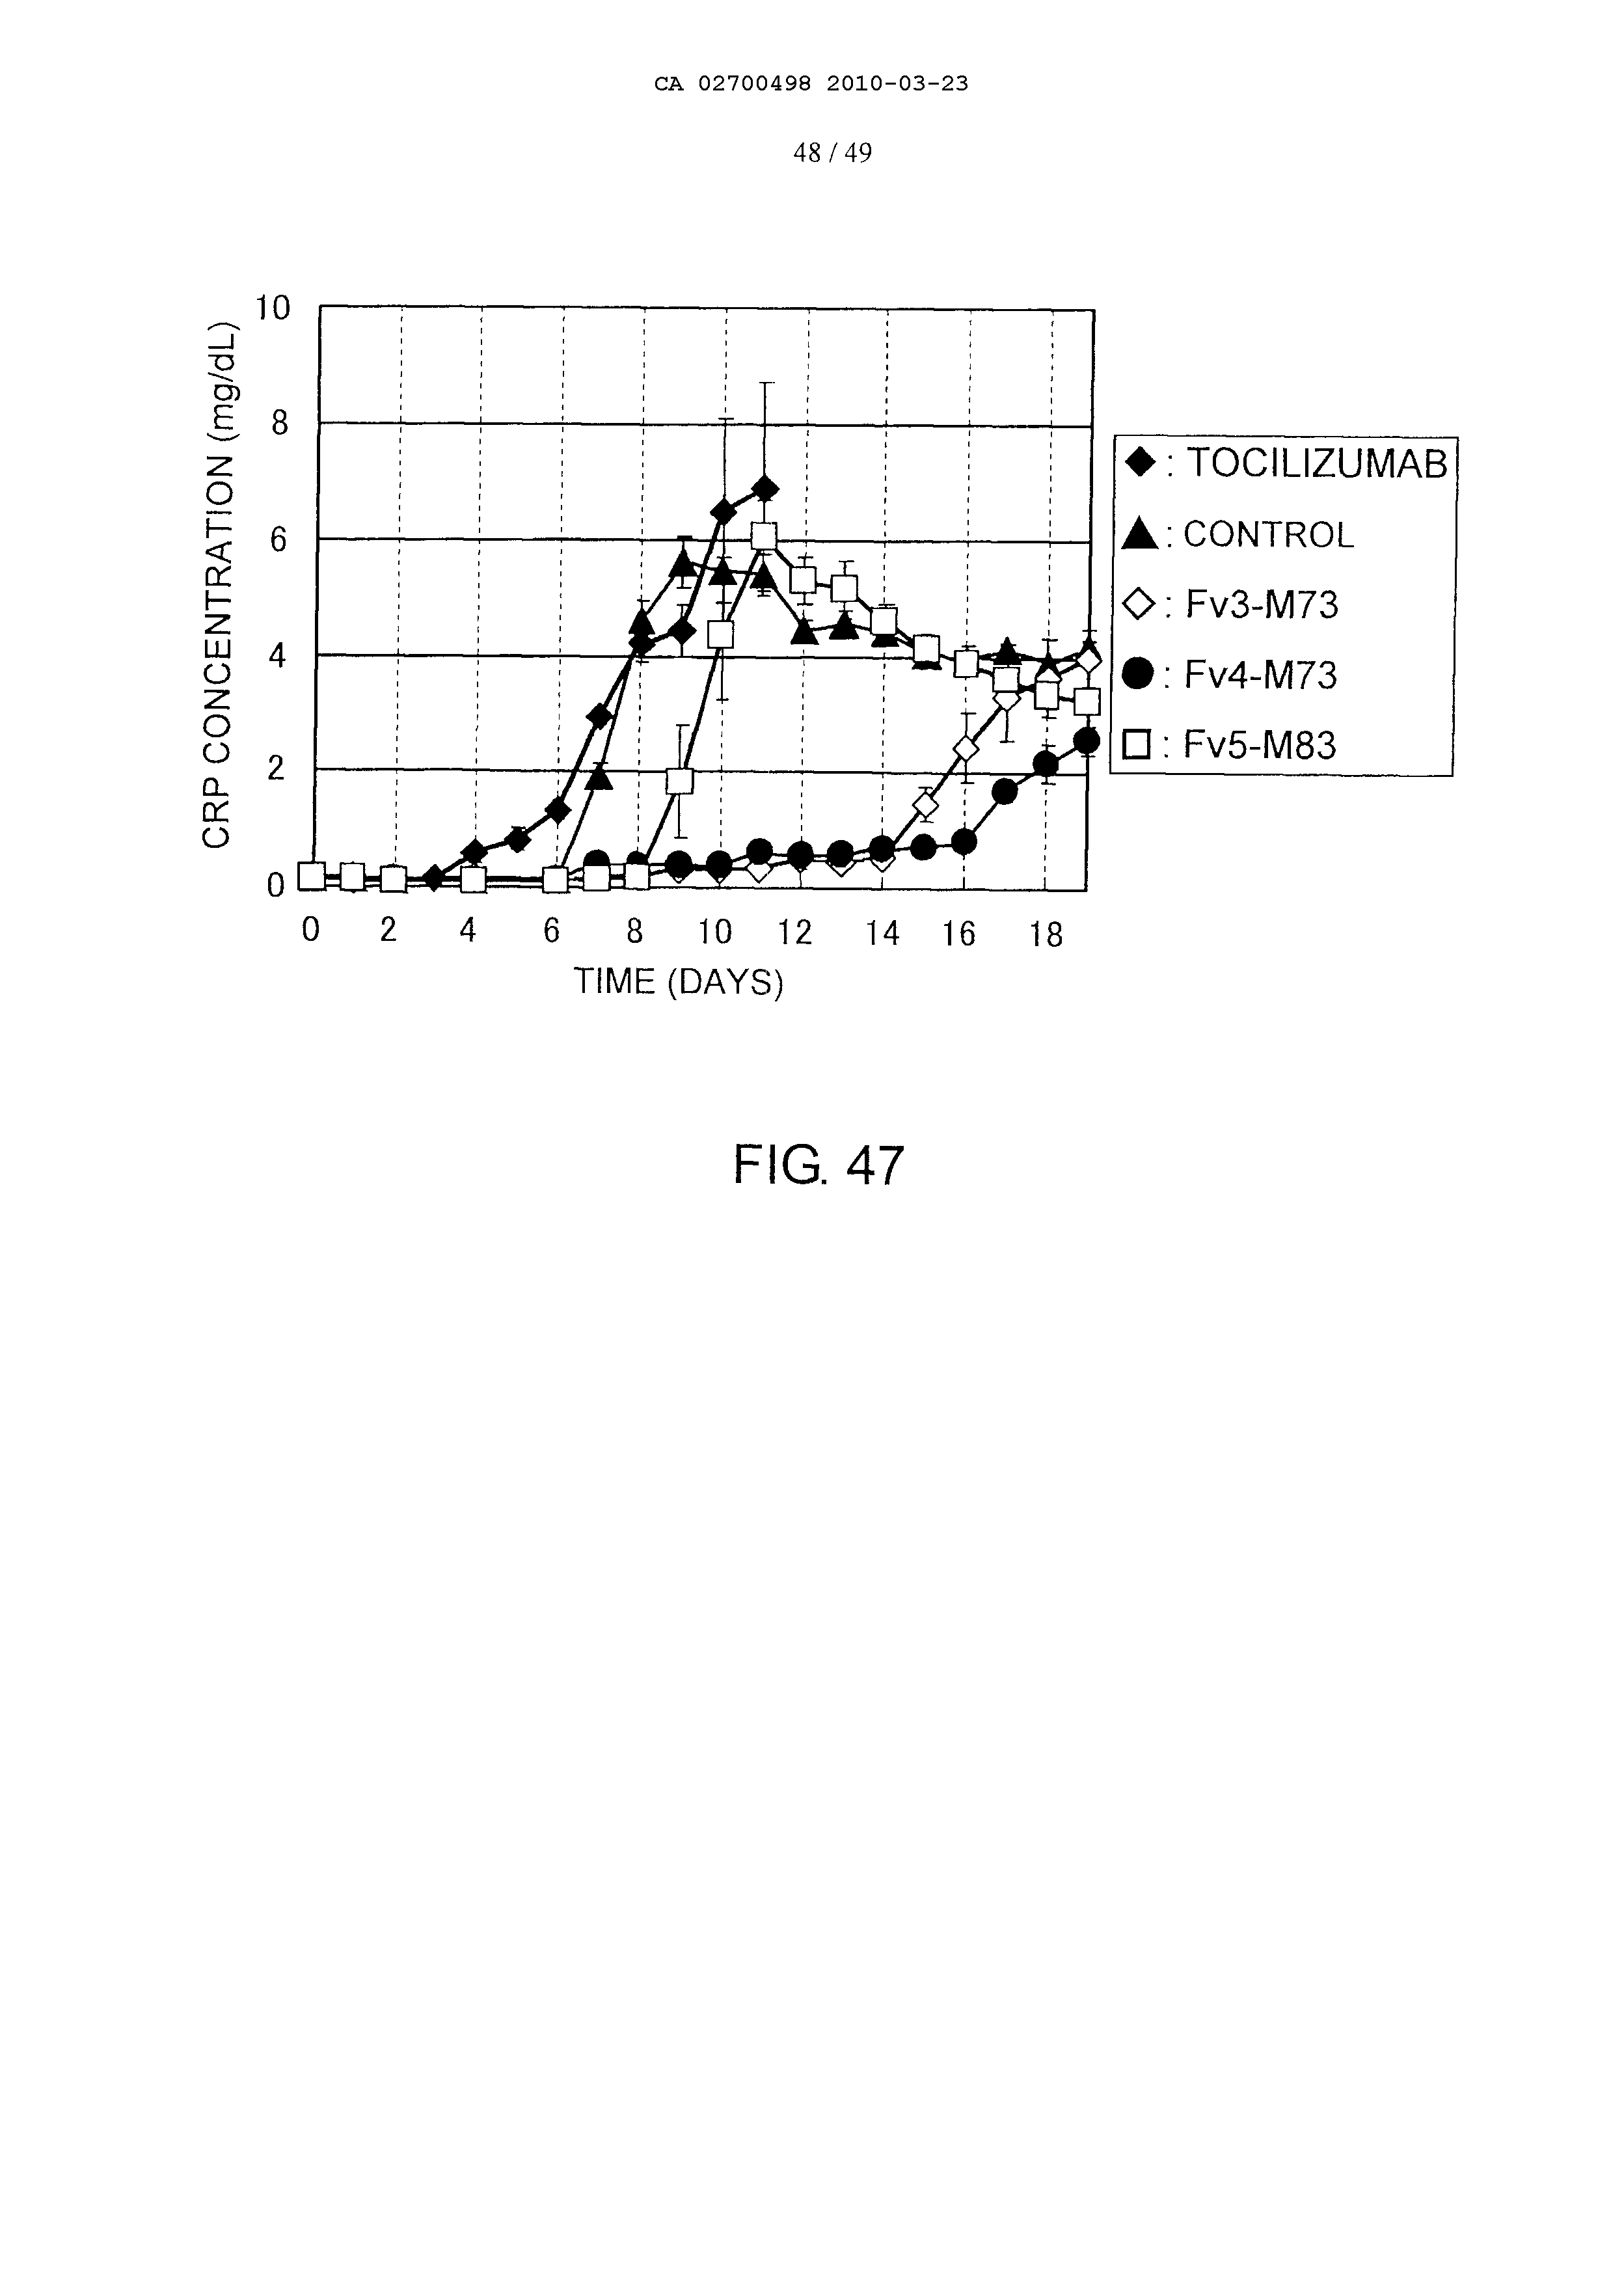 CA 02700498 2010-03-23
48 / 49
CRP CONCENTRATION (mg/dL)
10
8
6
4
2
0
0 2 4 6 8 10 12 14 16 18
TIME (DAYS)
◆ : TOCILIZUMAB
▲ : CONTROL
◇ : Fv3-M73
● : Fv4-M73
□ : Fv5-M83
FIG. 47